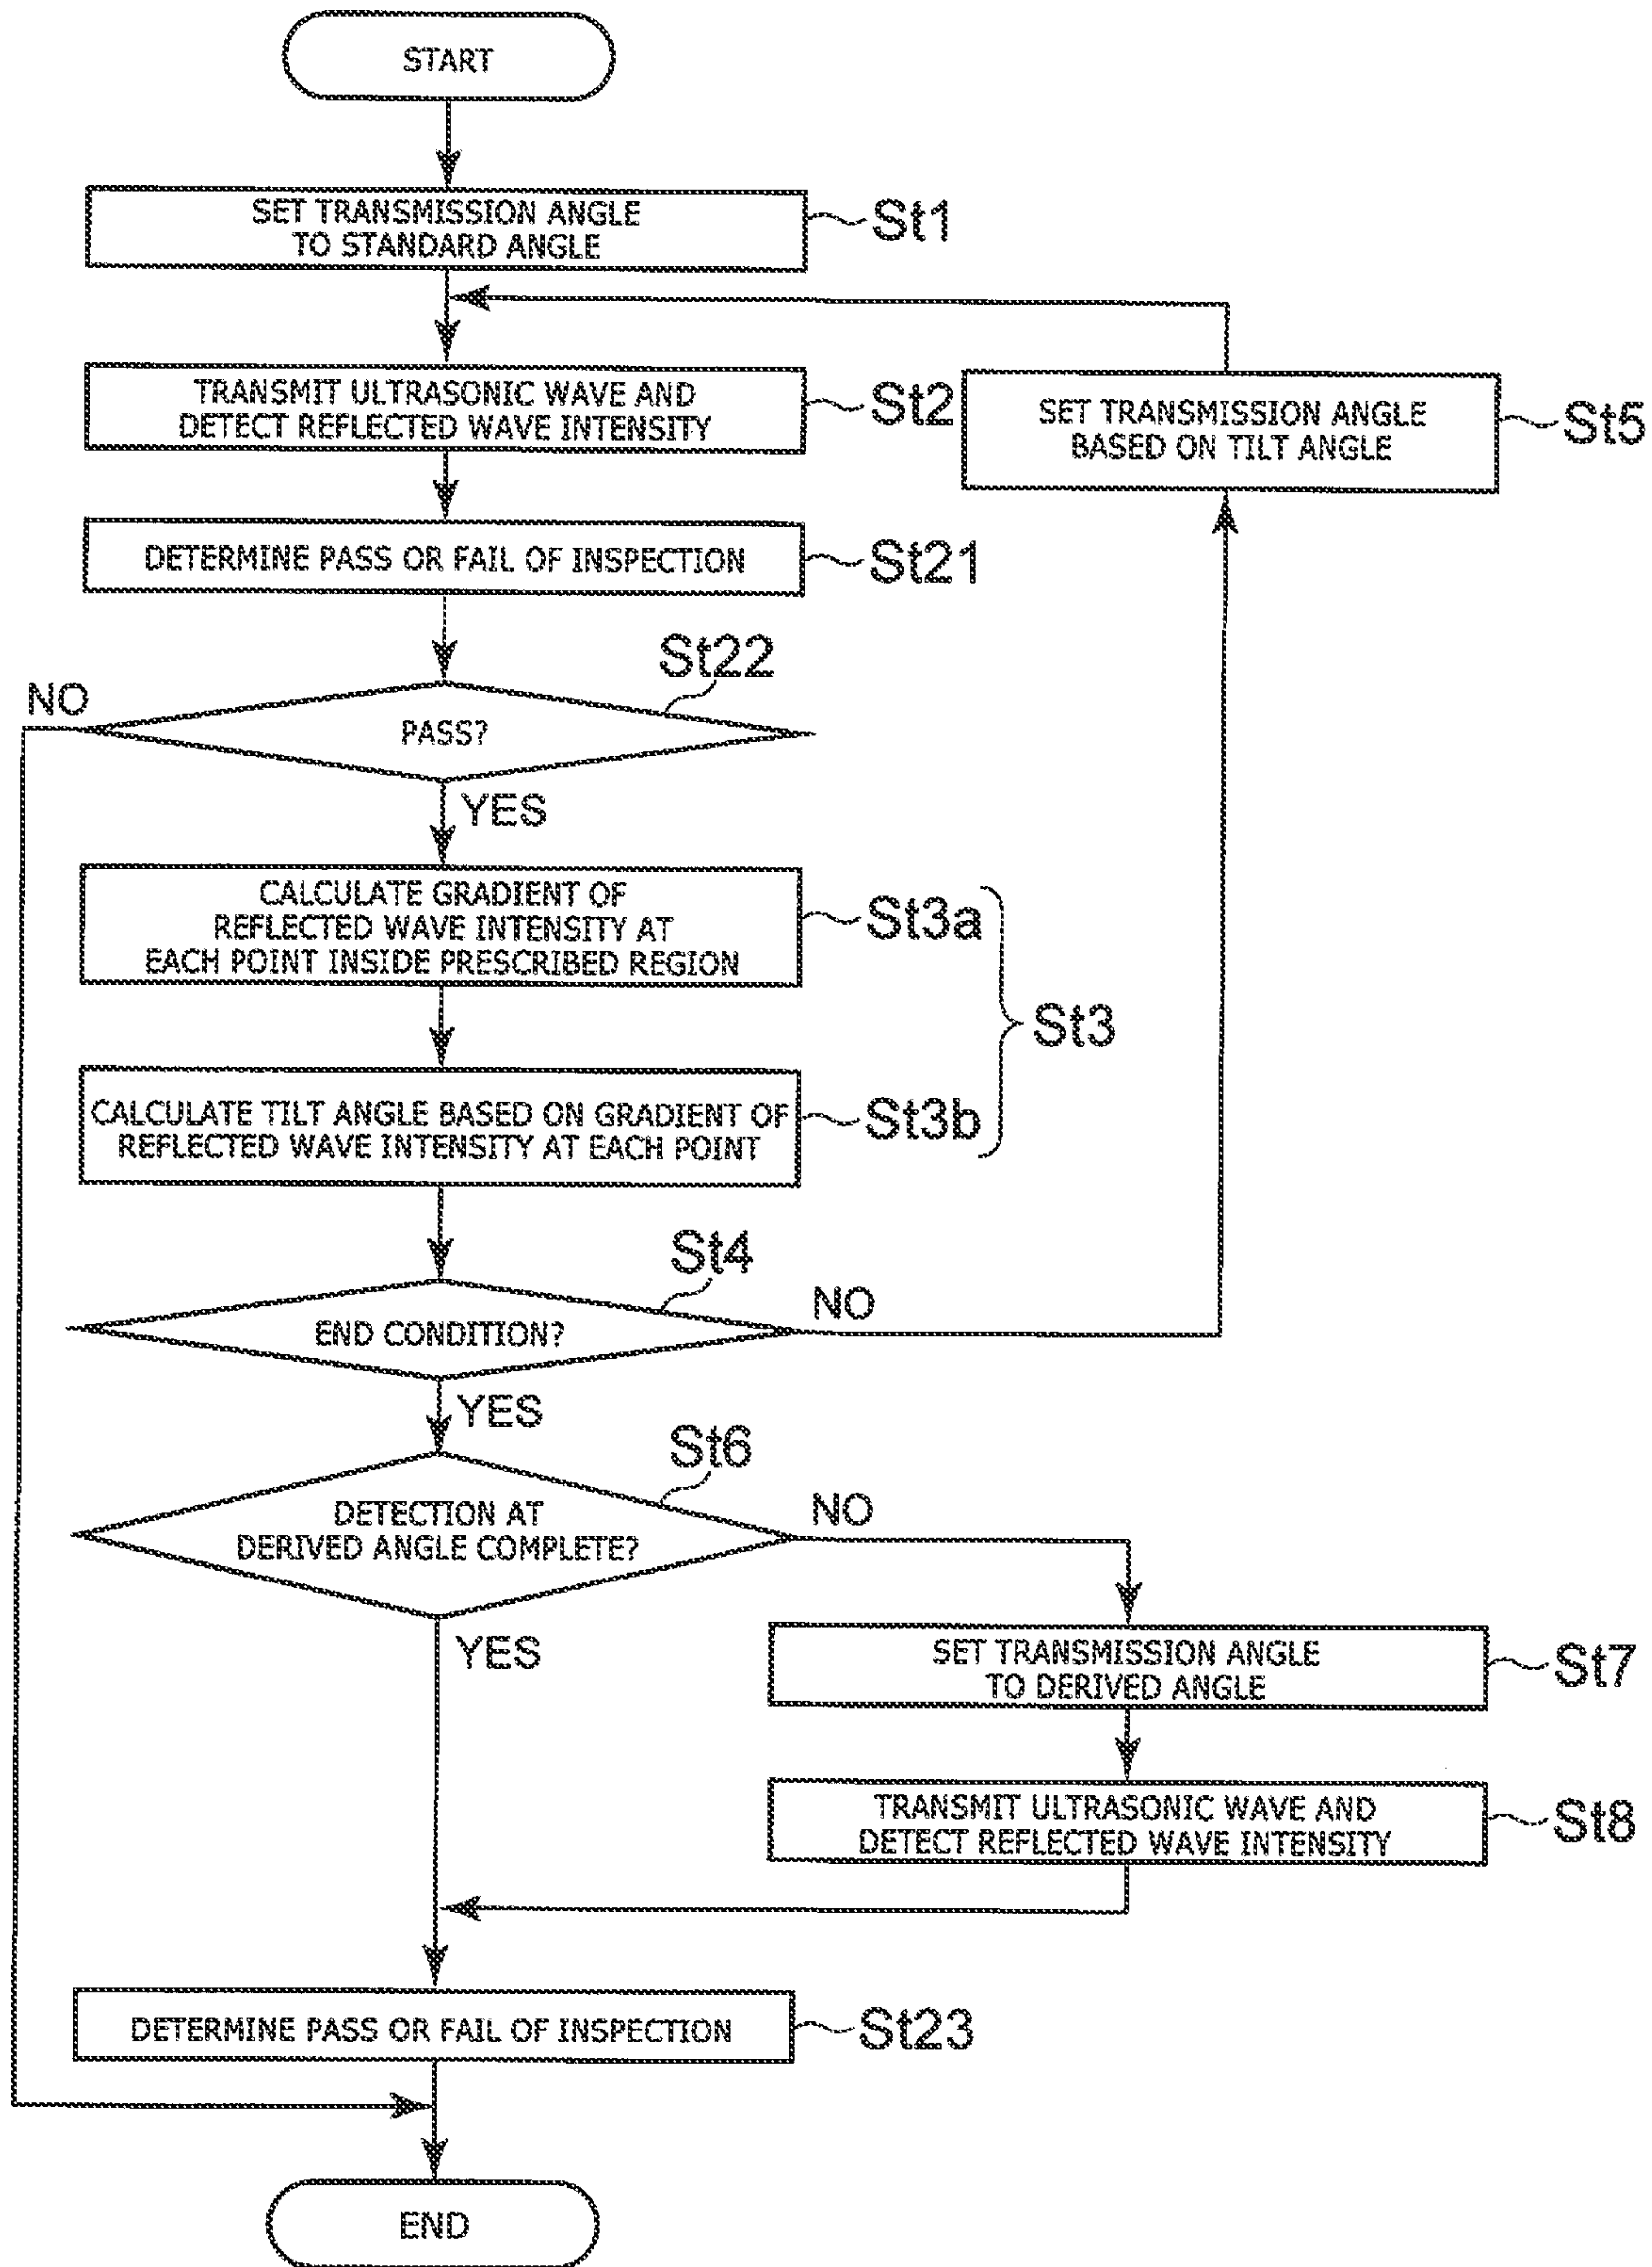 START
SET TRANSMISSION ANGLE
TO STANDARD ANGLE
St1
TRANSMIT ULTRASONIC WAVE AND
DETECT REFLECTED WAVE INTENSITY
St2
SET TRANSMISSION ANGLE
BASED ON TILT ANGLE
St5
DETERMINE PASS OR FAIL OF INSPECTION
St21
St22
NO
PASS?
YES
CALCULATE GRADIENT OF
REFLECTED WAVE INTENSITY AT
EACH POINT INSIDE PRESCRIBED REGION
St3a
St3
CALCULATE TILT ANGLE BASED ON GRADIENT OF
REFLECTED WAVE INTENSITY AT EACH POINT
St3b
St4
NO
END CONDITION?
YES
St6
NO
DETECTION AT
DERIVED ANGLE COMPLETE?
YES
SET TRANSMISSION ANGLE
TO DERIVED ANGLE
St7
TRANSMIT ULTRASONIC WAVE AND
DETECT REFLECTED WAVE INTENSITY
St8
DETERMINE PASS OR FAIL OF INSPECTION
St23
END